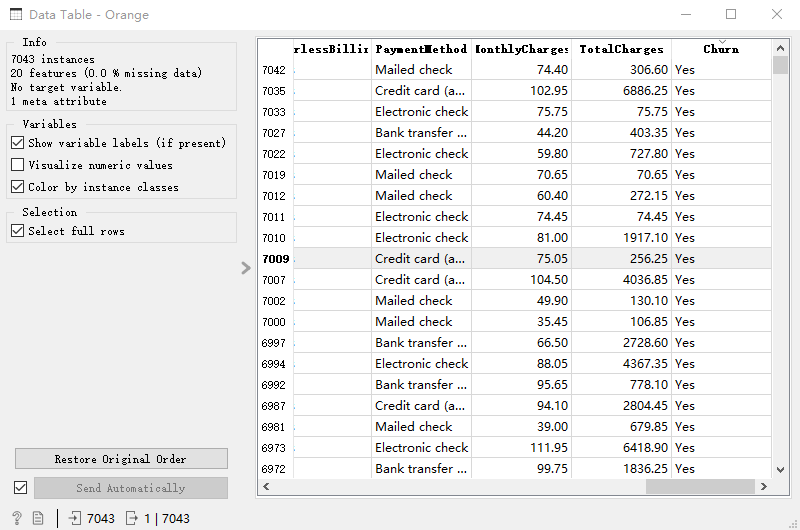 Data Table - Orange
Info
7043 instances
20 features (0.0 % missing data)
No target variable.
1 meta attribute
Variables
Show variable labels (if present)
Visualize numeric values
Color by instance classes
Selection
Select full rows
Restore Original Order
Send Automatically
7043 1 | 7043
rlessBillin PaymentMethod MonthlyCharges TotalCharges Churn
7042 Mailed check 74.40 306.60 Yes
7035 Credit card (a... 102.95 6886.25 Yes
7033 Electronic check 75.75 75.75 Yes
7027 Bank transfer ... 44.20 403.35 Yes
7022 Electronic check 59.80 727.80 Yes
7019 Mailed check 70.65 70.65 Yes
7012 Mailed check 60.40 272.15 Yes
7011 Electronic check 74.45 74.45 Yes
7010 Electronic check 81.00 1917.10 Yes
7009 Credit card (a... 75.05 256.25 Yes
7007 Credit card (a... 104.50 4036.85 Yes
7002 Mailed check 49.90 130.10 Yes
7000 Mailed check 35.45 106.85 Yes
6997 Bank transfer ... 66.50 2728.60 Yes
6994 Electronic check 88.05 4367.35 Yes
6992 Bank transfer ... 95.65 778.10 Yes
6987 Credit card (a... 94.10 2804.45 Yes
6981 Mailed check 39.00 679.85 Yes
6973 Electronic check 111.95 6418.90 Yes
6972 Bank transfer ... 99.75 1836.25 Yes